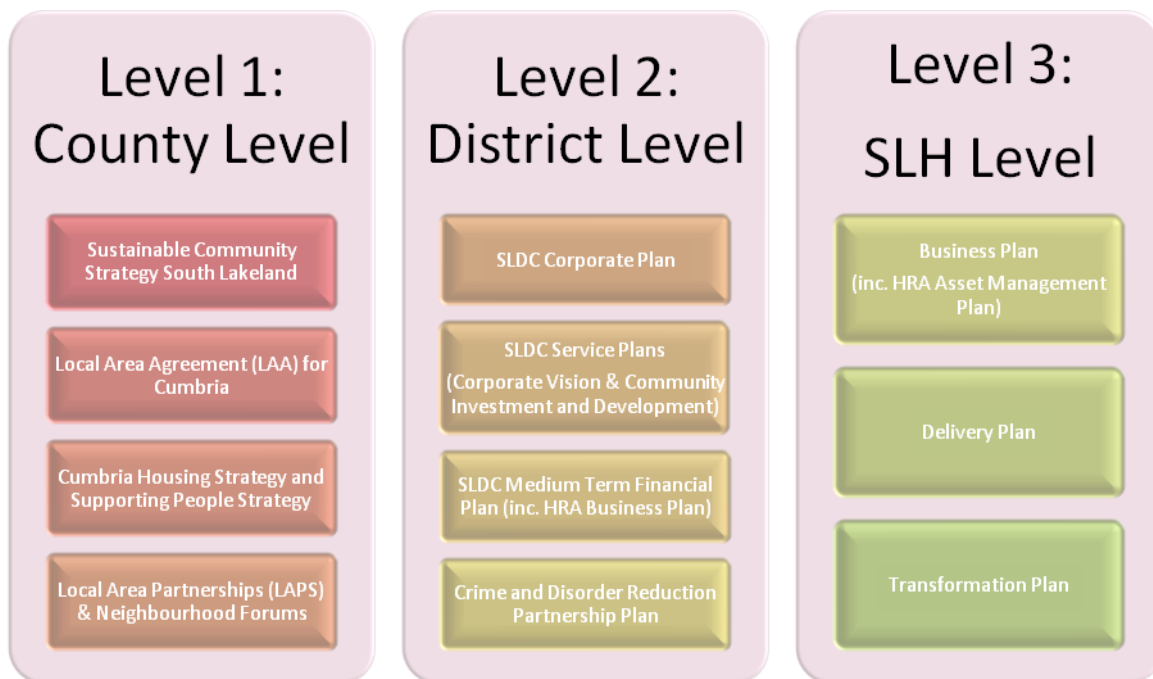 Level 1:
County Level
Sustainable Community
Strategy South Lakeland
Local Area Agreement (LAA) for
Cumbria
Cumbria Housing Strategy and
Supporting People Strategy
Local Area Partnerships (LAPS)
& Neighbourhood Forums
Level 2:
District Level
SLDC Corporate Plan
SLDC Service Plans
(Corporate Vision & Community
Investment and Development)
SLDC Medium Term Financial
Plan (inc. HRA Business Plan)
Crime and Disorder Reduction
Partnership Plan
Level 3:
SLH Level
Business Plan
(inc. HRA Asset Management
Plan)
Delivery Plan
Transformation Plan